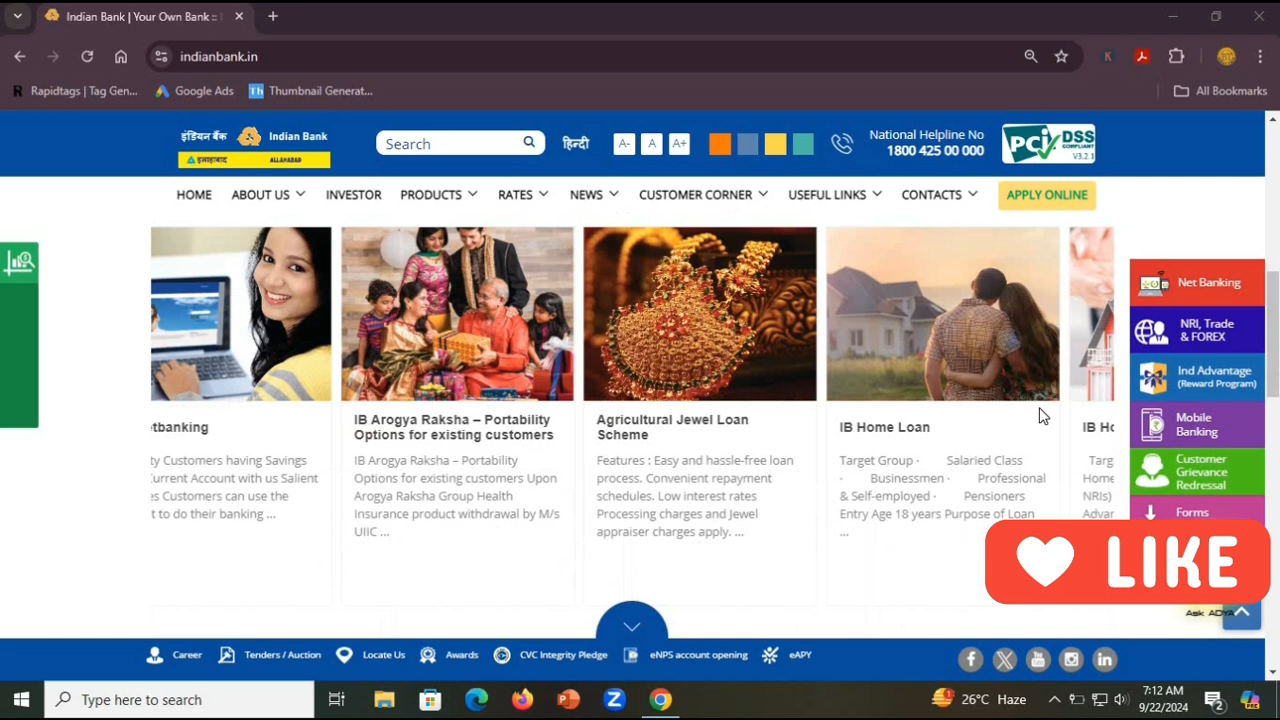 Indian Bank | Your Own Bank ::
indianbank.in
Rapidtags | Tag Gen...
Google Ads
Th
Thumbnail Generat...
All Bookmarks
इंडियन बैंक
Indian Bank
इलाहाबाद
ALLAHABAD
Search
हिन्दी
A-
A
A+
National Helpline No
1800 425 00 000
PCI DSS
COMPLIANT
V3.2.1
HOME
ABOUT US
INVESTOR
PRODUCTS
RATES
NEWS
CUSTOMER CORNER
USEFUL LINKS
CONTACTS
APPLY ONLINE
etbanking
ty Customers having Savings
Current Account with us Salient
es Customers can use the
t to do their banking ...
IB Arogya Raksha – Portability
Options for existing customers
IB Arogya Raksha – Portability
Options for existing customers Upon
Arogya Raksha Group Health
Insurance product withdrawal by M/s
UIIC ...
Agricultural Jewel Loan
Scheme
Features : Easy and hassle-free loan
process. Convenient repayment
schedules. Low interest rates
Processing charges and Jewel
appraiser charges apply. ...
IB Home Loan
Target Group · Salaried Class
· Businessmen · Professional
& Self-employed · Pensioners
Entry Age 18 years Purpose of Loan
...
IB Ho
Targ
Home
NRIs)
Advar
Net Banking
NRI, Trade
& FOREX
Ind Advantage
(Reward Program)
Mobile
Banking
Customer
Grievance
Redressal
Forms
LIKE
Ask ADYA
Career
Tenders / Auction
Locate Us
Awards
CVC Integrity Pledge
eNPS account opening
eAPY
Type here to search
26°C Haze
7:12 AM
9/22/2024
2